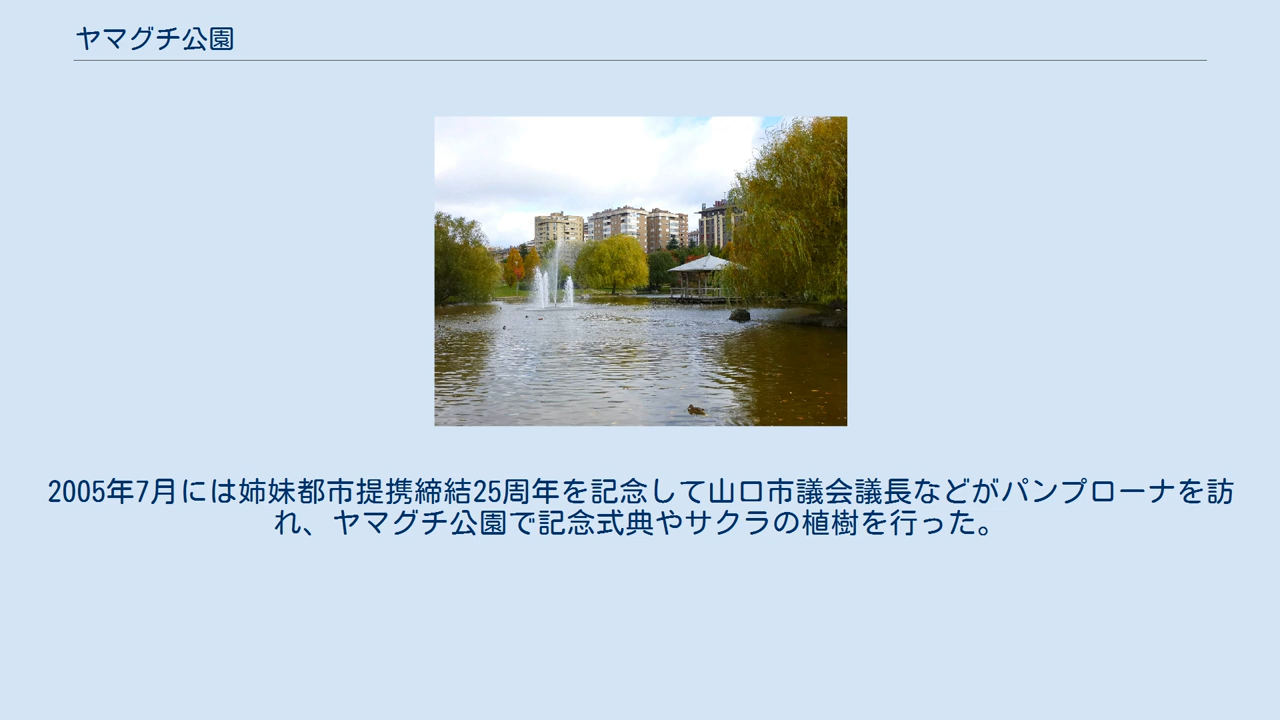 ヤマグチ公園
2005年7月には姉妹都市提携締結25周年を記念して山口市議会議長などがパンプローナを訪
れ、ヤマグチ公園で記念式典やサクラの植樹を行った。